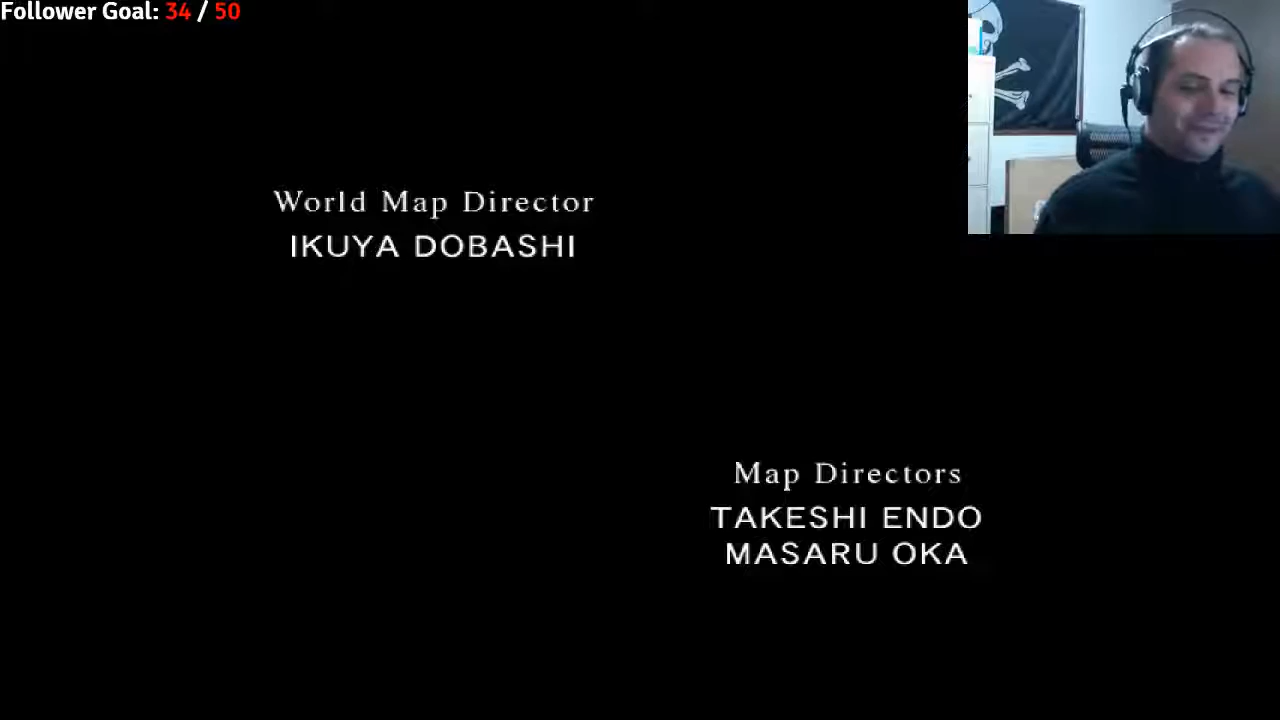 Follower Goal: 34 / 50
World Map Director
IKUYA DOBASHI
Map Directors
TAKESHI ENDO
MASARU OKA